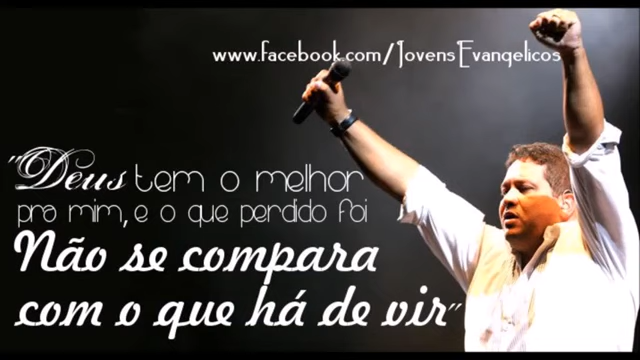 www.facebook.com/JovensEvangelicos
"Deus tem o melhor
pra mim, e o que perdido foi
Não se compara
com o que há de vir"